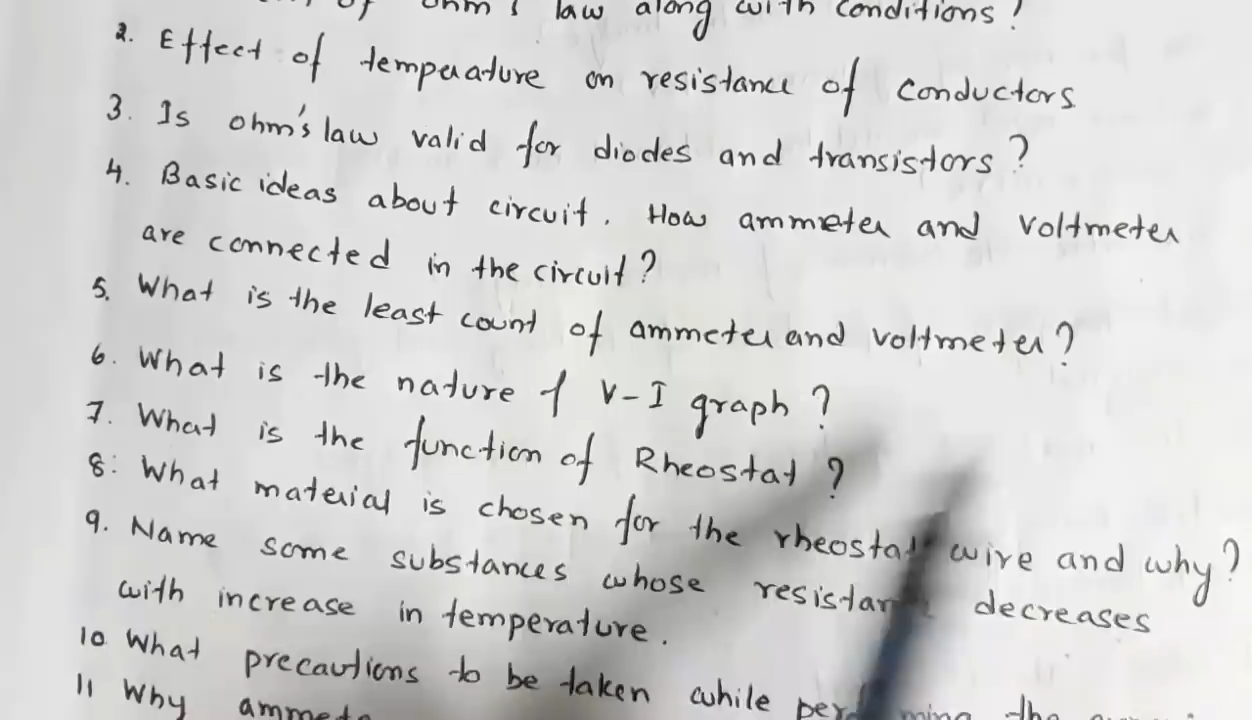 of ohm's law along with conditions?
2. Effect of temperature on resistance of conductors
3. Is ohm's law valid for diodes and transistors?
4. Basic ideas about circuit. How ammeter and voltmeter
are connected in the circuit?
5. What is the least count of ammeter and voltmeter?
6. What is the nature of V-I graph?
7. What is the function of Rheostat?
8. What material is chosen for the rheostat wire and why?
9. Name some substances whose resistance decreases
with increase in temperature.
10 What precautions to be taken while performing the
11 Why